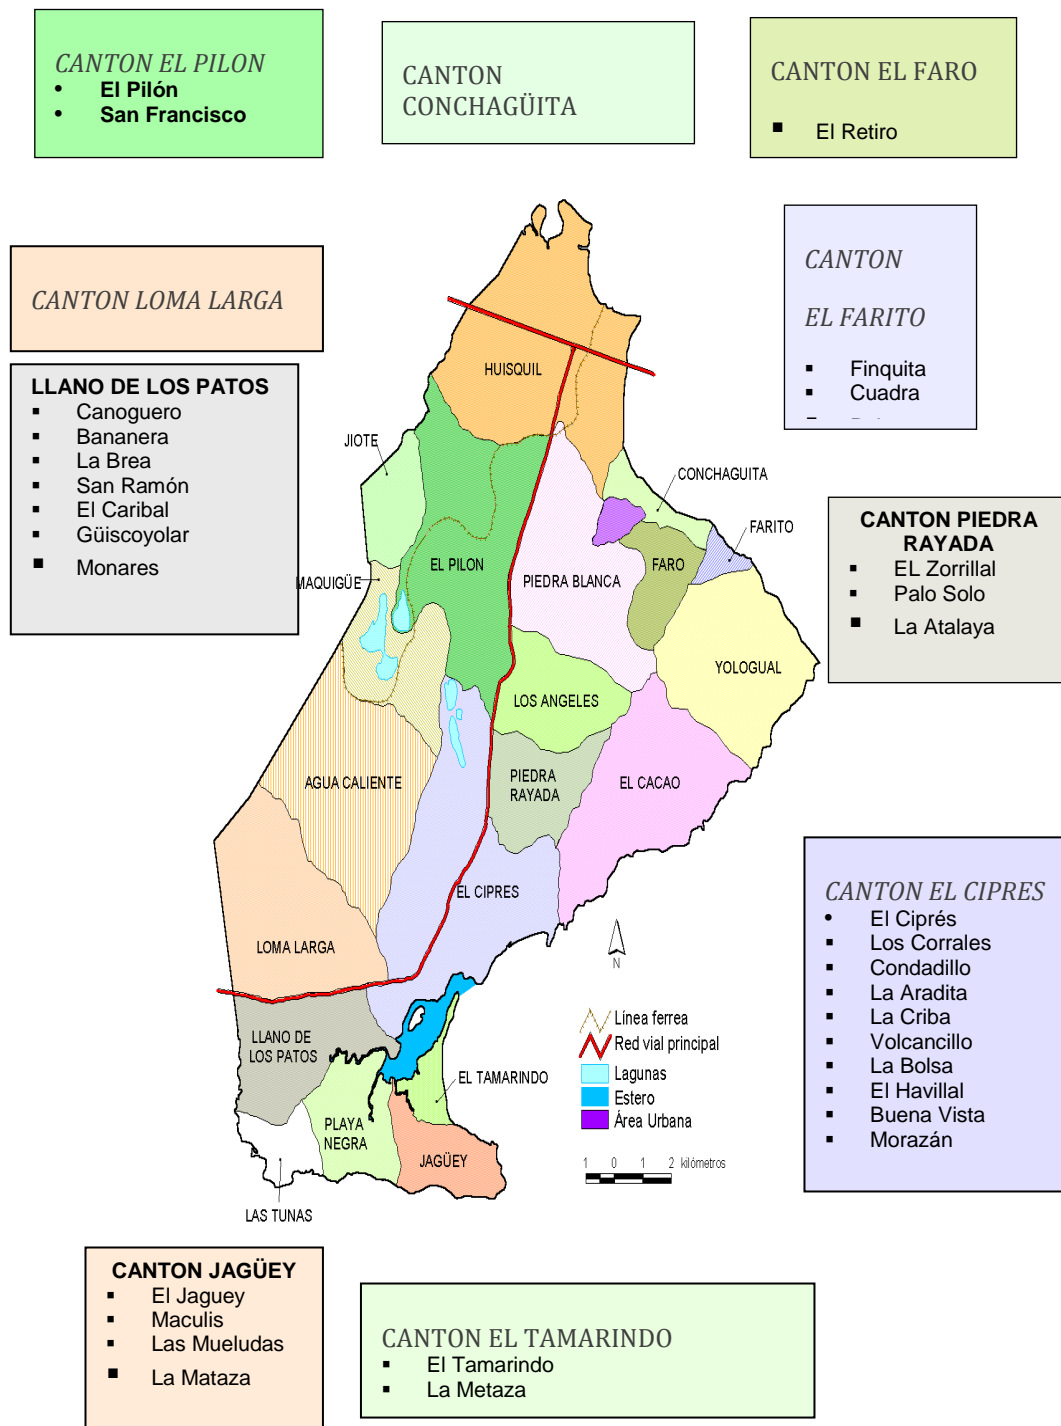 CANTON EL PILON
• El Pilón
• San Francisco
CANTON
CONCHAGÜITA
CANTON EL FARO
▪ El Retiro
CANTON LOMA LARGA
CANTON
EL FARITO
▪ Finquita
▪ Cuadra
LLANO DE LOS PATOS
▪ Canoguero
▪ Bananera
▪ La Brea
▪ San Ramón
▪ El Caribal
▪ Güiscoyolar
▪ Monares
CANTON PIEDRA
RAYADA
▪ EL Zorrillal
▪ Palo Solo
▪ La Atalaya
HUISQUIL
JIOTE
CONCHAGUITA
FARITO
MAQUIGÜE
EL PILON
PIEDRA BLANCA
FARO
YOLOGUAL
LOS ANGELES
AGUA CALIENTE
PIEDRA
RAYADA
EL CACAO
EL CIPRES
LOMA LARGA
LLANO DE
LOS PATOS
EL TAMARINDO
PLAYA
NEGRA
JAGÜEY
LAS TUNAS
N
Línea ferrea
Red vial principal
Lagunas
Estero
Área Urbana
1 0 1 2 kilómetros
CANTON EL CIPRES
• El Ciprés
▪ Los Corrales
▪ Condadillo
▪ La Aradita
▪ La Criba
▪ Volcancillo
▪ La Bolsa
▪ El Havillal
▪ Buena Vista
▪ Morazán
CANTON JAGÜEY
▪ El Jaguey
▪ Maculis
▪ Las Mueludas
▪ La Mataza
CANTON EL TAMARINDO
▪ El Tamarindo
▪ La Metaza